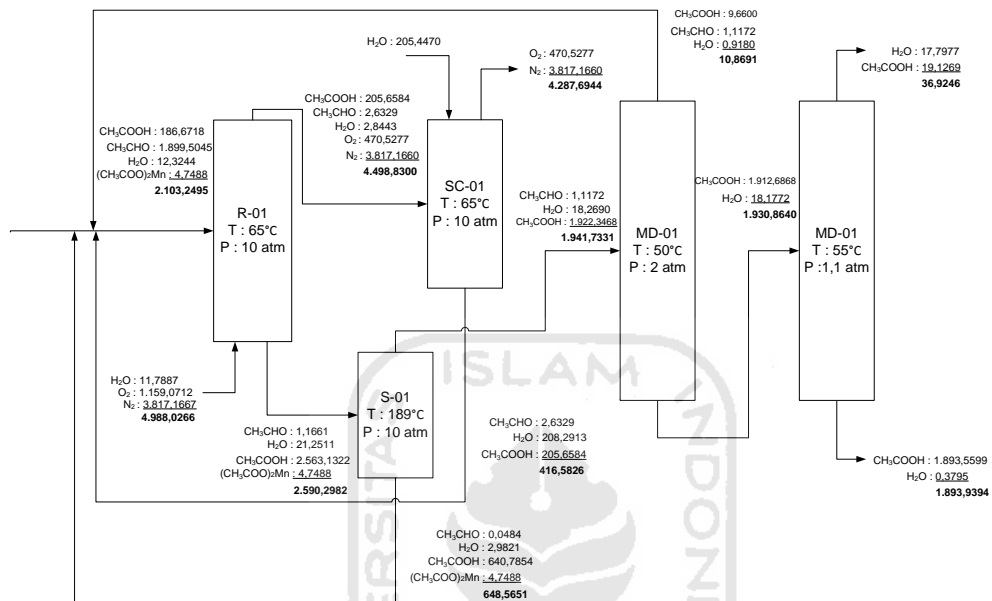 CH₃COOH : 9,6600
CH₃CHO : 1,1172
H₂O : 0,9180
10,8691
H₂O : 205,4470
O₂ : 470,5277
N₂ : 3.817,1660
4.287,6944
H₂O : 17,7977
CH₃COOH : 19,1269
36,9246
CH₃COOH : 205,6584
CH₃CHO : 2,6329
H₂O : 2,8443
O₂ : 470,5277
N₂ : 3.817,1660
4.498,8300
CH₃COOH : 186,6718
CH₃CHO : 1.899,5045
H₂O : 12,3244
(CH₃COO)₂Mn : 4,7488
2.103,2495
R-01
T : 65°C
P : 10 atm
SC-01
T : 65°C
P : 10 atm
CH₃CHO : 1,1172
H₂O : 18,2690
CH₃COOH : 1.922,3468
1.941,7331
MD-01
T : 50°C
P : 2 atm
CH₃COOH : 1.912,6868
H₂O : 18,1772
1.930,8640
MD-01
T : 55°C
P :1,1 atm
H₂O : 11,7887
O₂ : 1.159,0712
N₂ : 3.817,1667
4.988,0266
S-01
T : 189°C
P : 10 atm
CH₃CHO : 1,1661
H₂O : 21,2511
CH₃COOH : 2.563,1322
(CH₃COO)₂Mn : 4,7488
2.590,2982
CH₃CHO : 2,6329
H₂O : 208,2913
CH₃COOH : 205,6584
416,5826
CH₃COOH : 1.893,5599
H₂O : 0,3795
1.893,9394
CH₃CHO : 0,0484
H₂O : 2,9821
CH₃COOH : 640,7854
(CH₃COO)₂Mn : 4,7488
648,5651
ISLAM
ERSITAS
INDONE